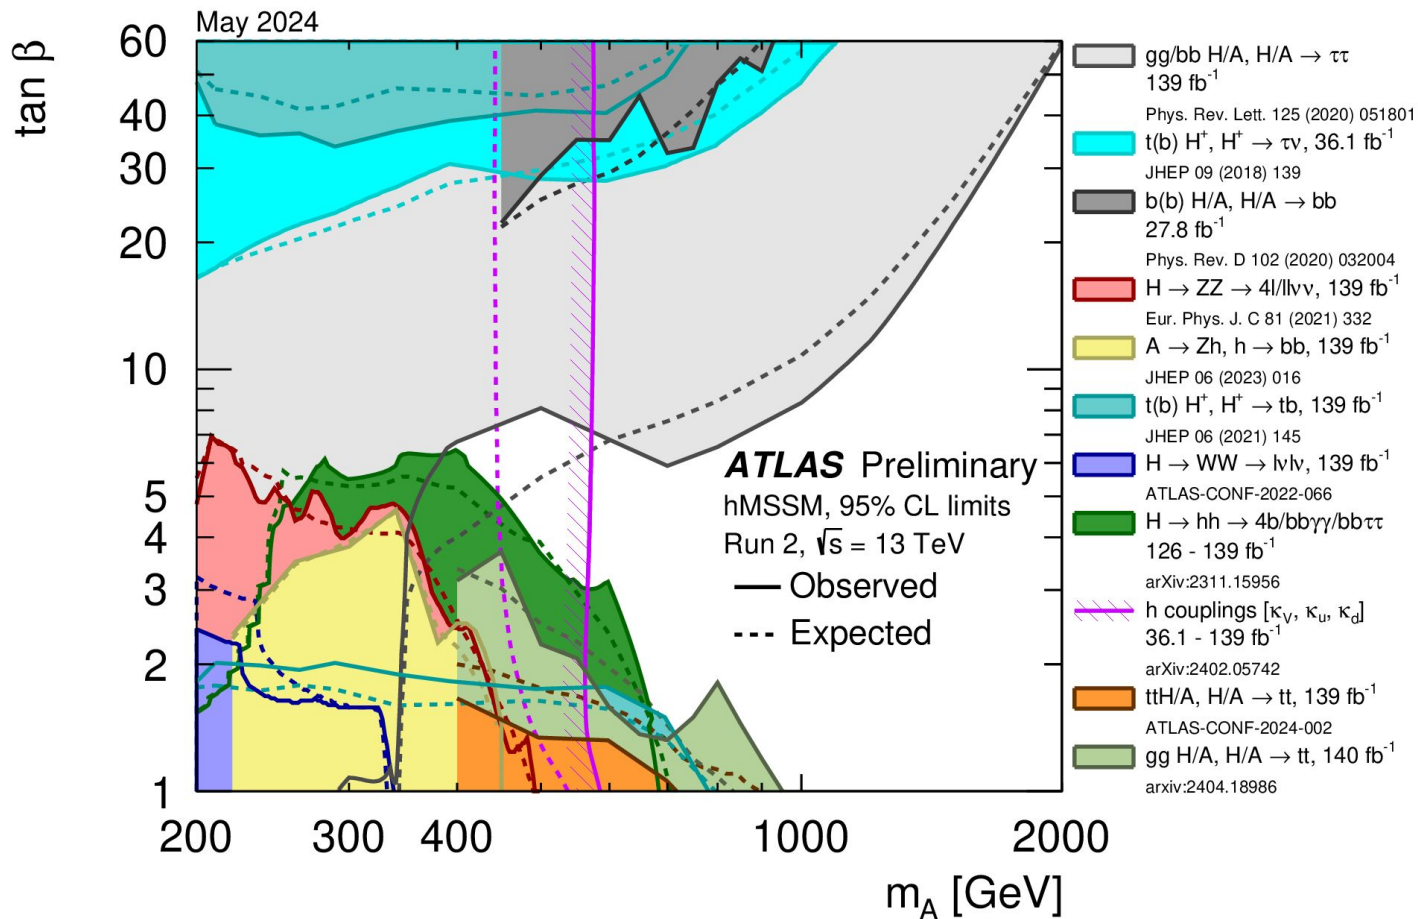 May 2024
tan β
60
40
30
20
10
5
4
3
2
1
200
300
400
1000
2000
m_A [GeV]
ATLAS Preliminary
hMSSM, 95% CL limits
Run 2, √s = 13 TeV
Observed
Expected
gg/bb H/A, H/A → ττ
139 fb⁻¹
Phys. Rev. Lett. 125 (2020) 051801
t(b) H⁺, H⁺ → τν, 36.1 fb⁻¹
JHEP 09 (2018) 139
b(b) H/A, H/A → bb
27.8 fb⁻¹
Phys. Rev. D 102 (2020) 032004
H → ZZ → 4l/llνν, 139 fb⁻¹
Eur. Phys. J. C 81 (2021) 332
A → Zh, h → bb, 139 fb⁻¹
JHEP 06 (2023) 016
t(b) H⁺, H⁺ → tb, 139 fb⁻¹
JHEP 06 (2021) 145
H → WW → lνlν, 139 fb⁻¹
ATLAS-CONF-2022-066
H → hh → 4b/bbγγ/bbττ
126 - 139 fb⁻¹
arXiv:2311.15956
h couplings [κ_V, κ_u, κ_d]
36.1 - 139 fb⁻¹
arXiv:2402.05742
ttH/A, H/A → tt, 139 fb⁻¹
ATLAS-CONF-2024-002
gg H/A, H/A → tt, 140 fb⁻¹
arxiv:2404.18986